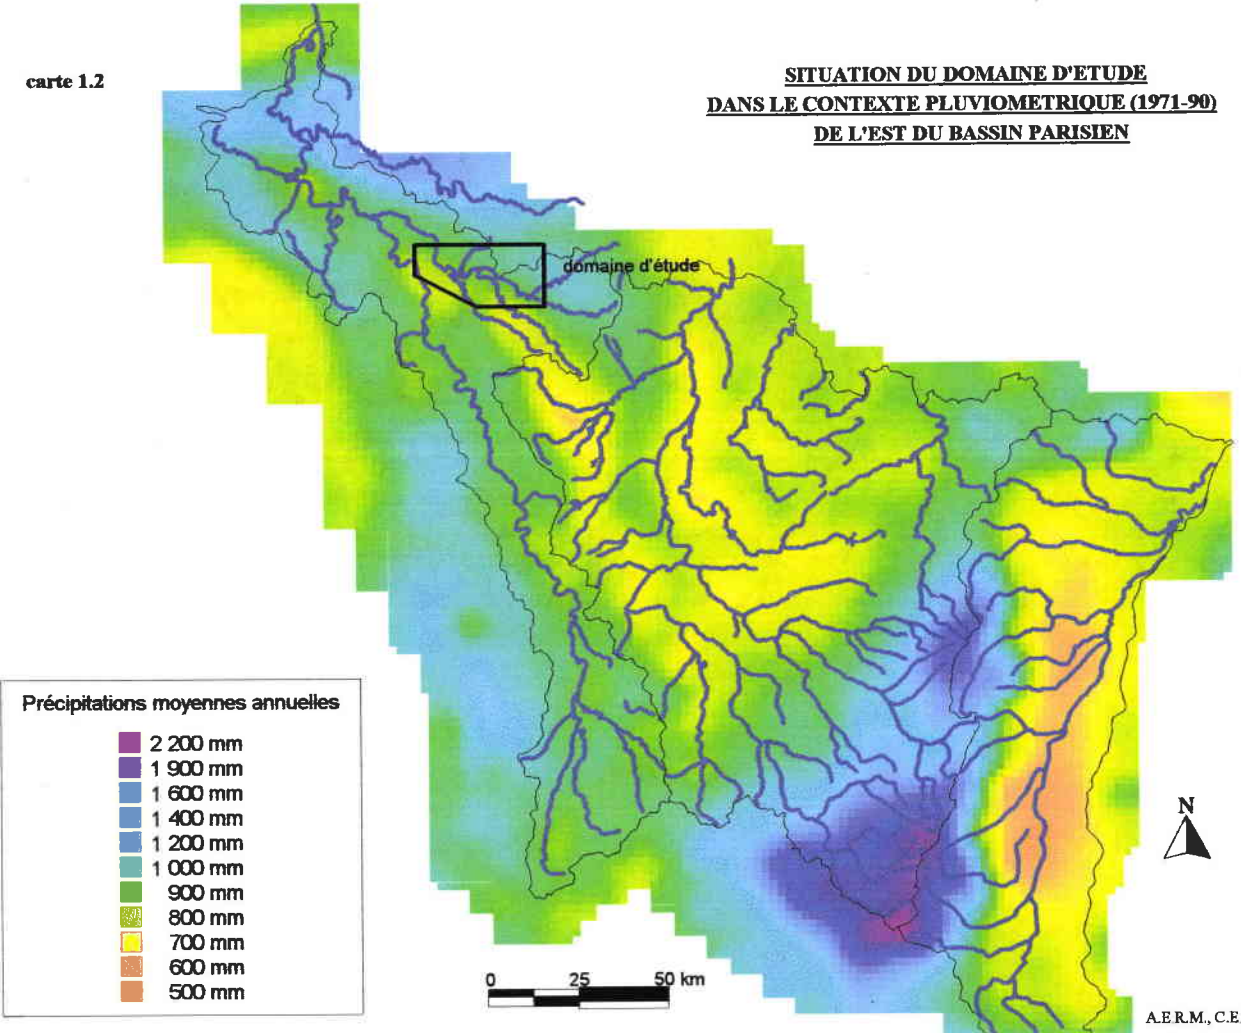 carte 1.2
SITUATION DU DOMAINE D'ETUDE
DANS LE CONTEXTE PLUVIOMETRIQUE (1971-90)
DE L'EST DU BASSIN PARISIEN
domaine d'étude
Précipitations moyennes annuelles
2 200 mm
1 900 mm
1 600 mm
1 400 mm
1 200 mm
1 000 mm
900 mm
800 mm
700 mm
600 mm
500 mm
N
0 25 50 km
A.E.R.M., C.E